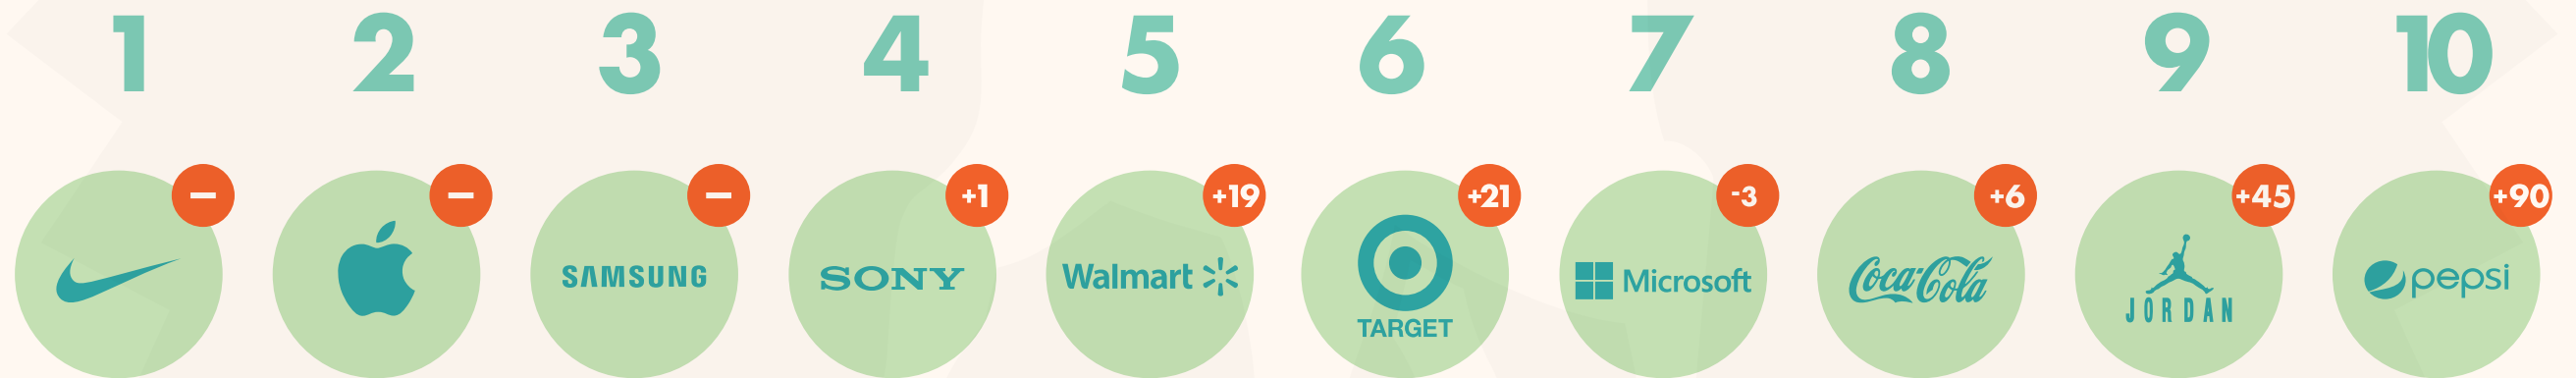 1 2 3 4 5 6 7 8 9 10
– – – +1 +19 +21 -3 +6 +45 +90
SAMSUNG SONY Walmart TARGET Microsoft Coca-Cola JORDAN pepsi